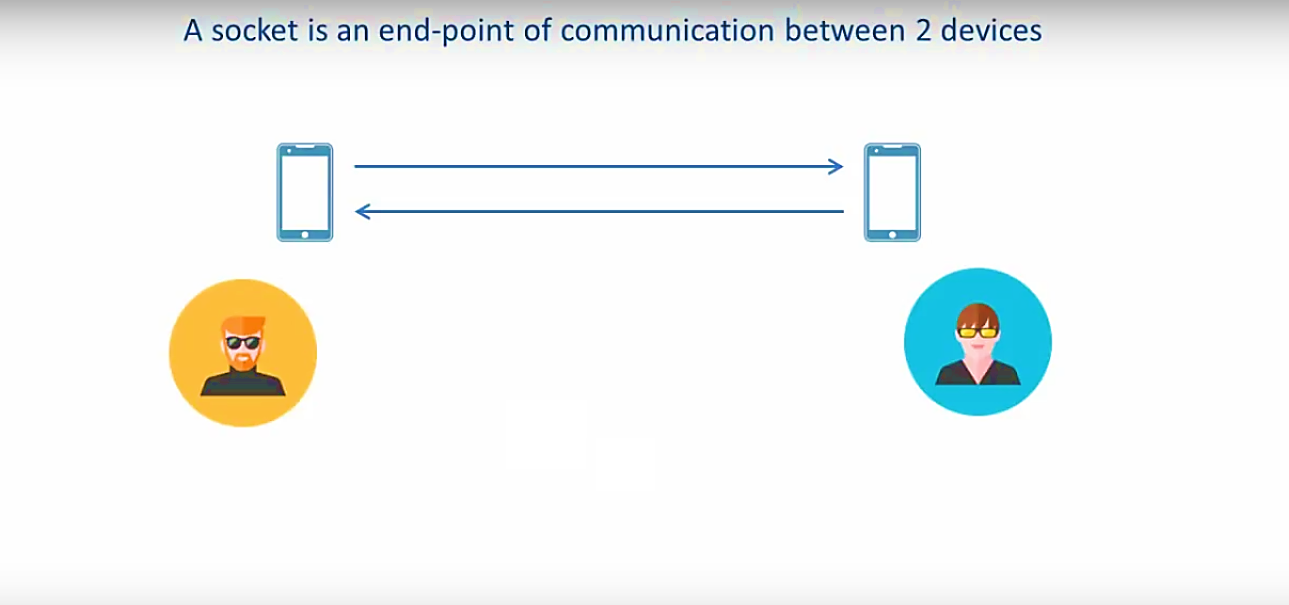 A socket is an end-point of communication between 2 devices